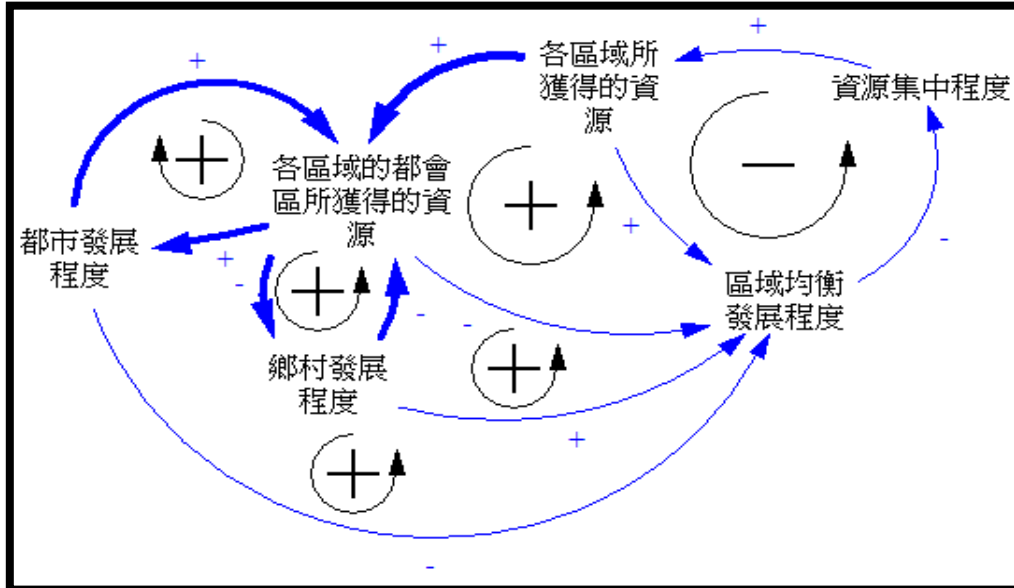 +
+
+
各區域所
獲得的資
源
資源集中程度
+
−
各區域的都會
區所獲得的資
源
+
+
-
都市發展
程度
+
-
+
-
-
區域均衡
發展程度
鄉村發展
程度
+
+
+
-